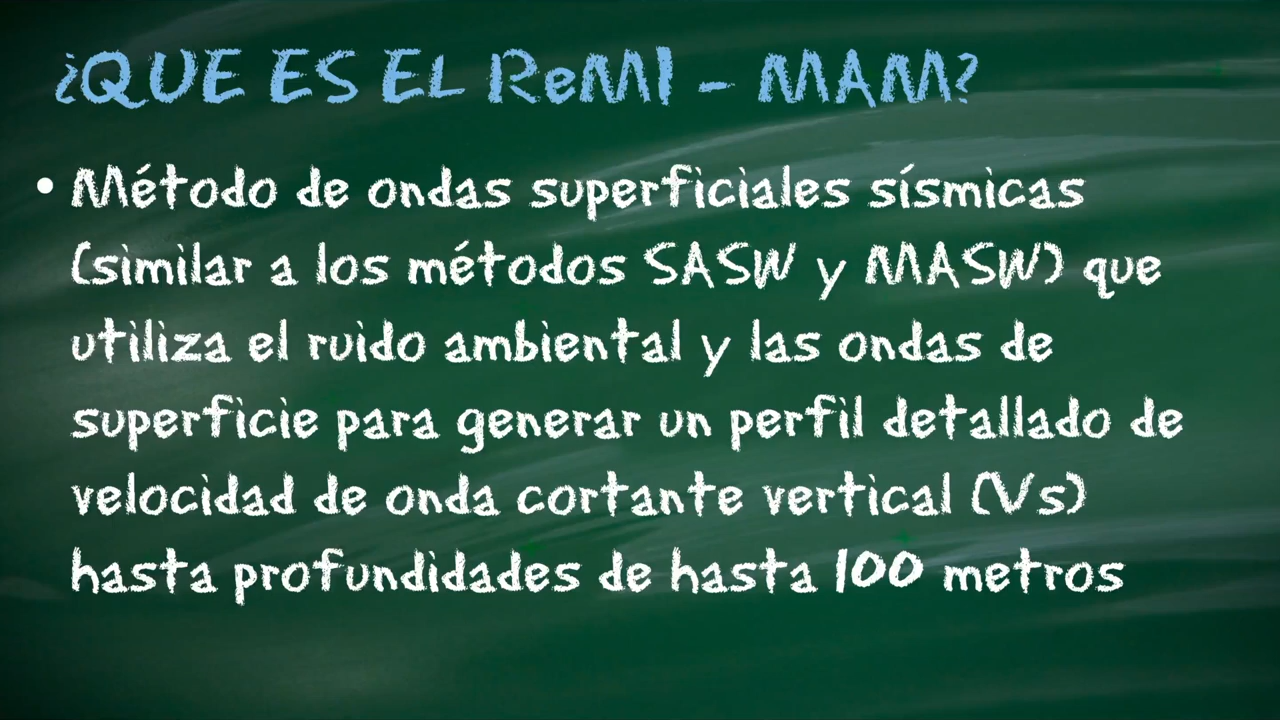 ¿QUE ES EL ReMI - MAM?
• Método de ondas superficiales sísmicas
(similar a los métodos SASW y MASW) que
utiliza el ruido ambiental y las ondas de
superficie para generar un perfil detallado de
velocidad de onda cortante vertical (Vs)
hasta profundidades de hasta 100 metros